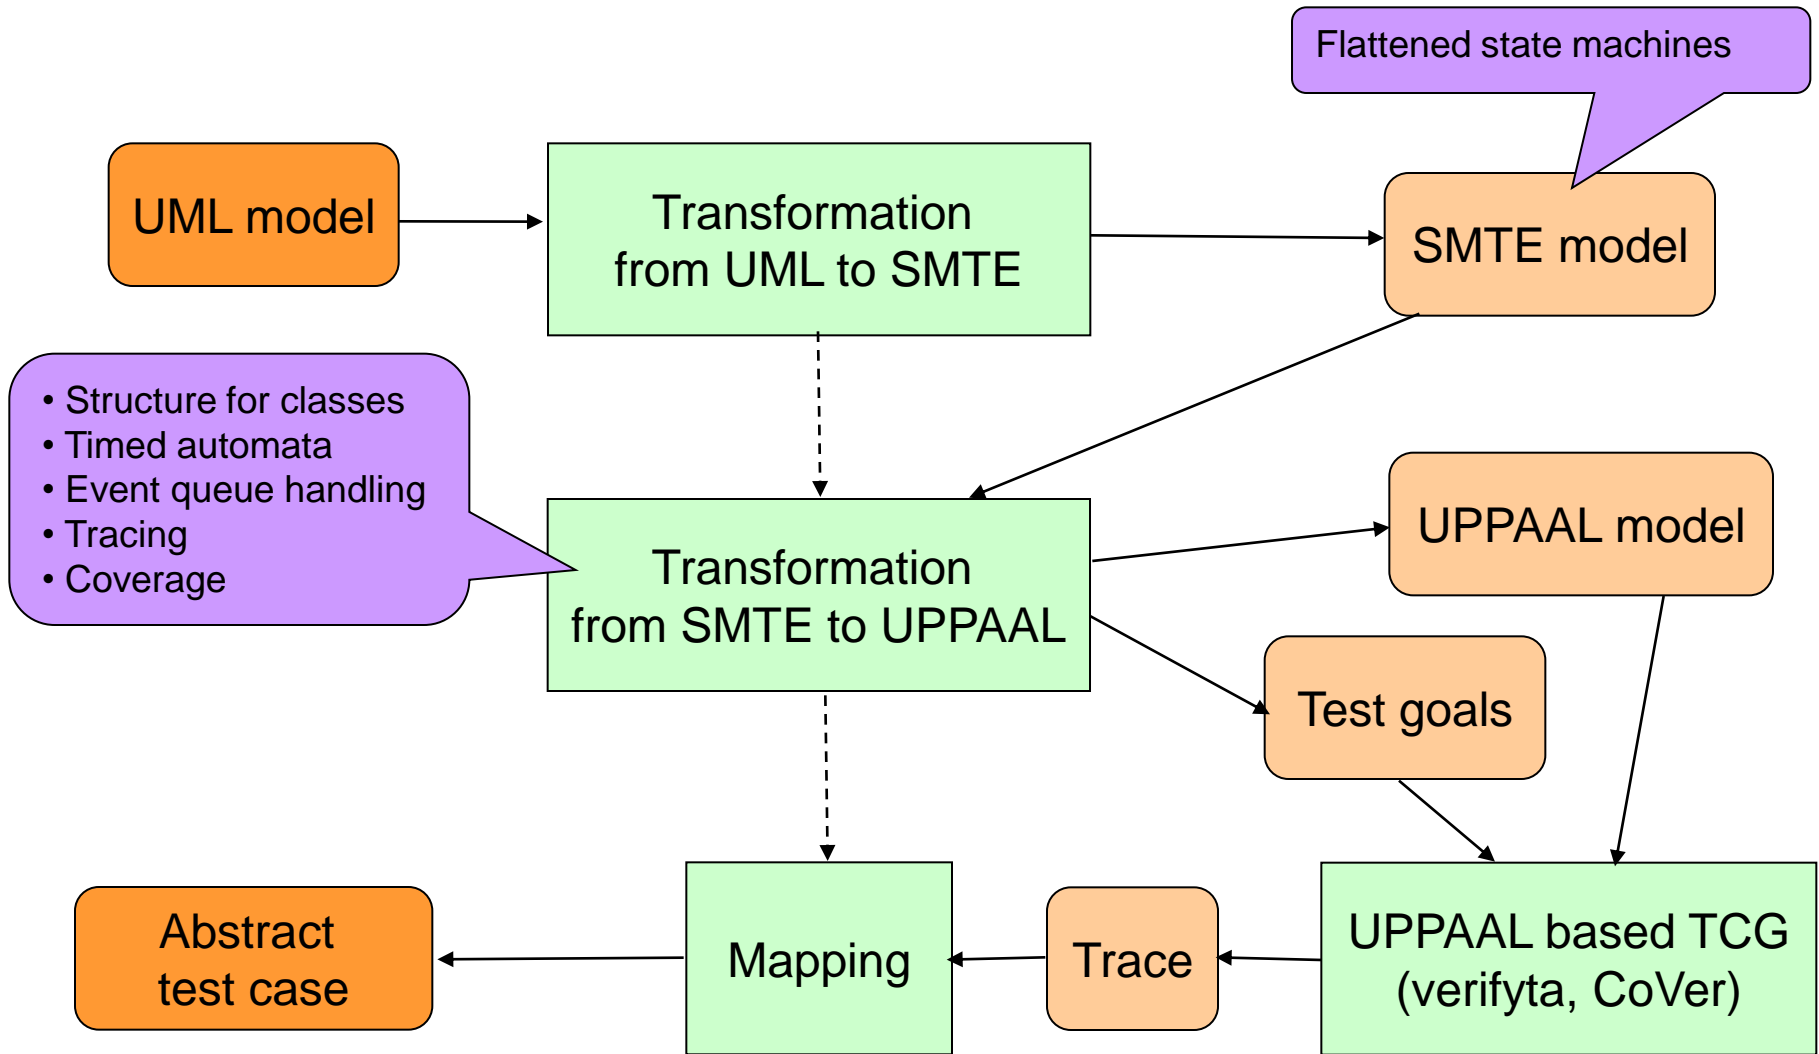 Flattened state machines
UML model
Transformation
from UML to SMTE
SMTE model
• Structure for classes
• Timed automata
• Event queue handling
• Tracing
• Coverage
UPPAAL model
Transformation
from SMTE to UPPAAL
Test goals
Abstract
test case
Mapping
Trace
UPPAAL based TCG
(verifyta, CoVer)